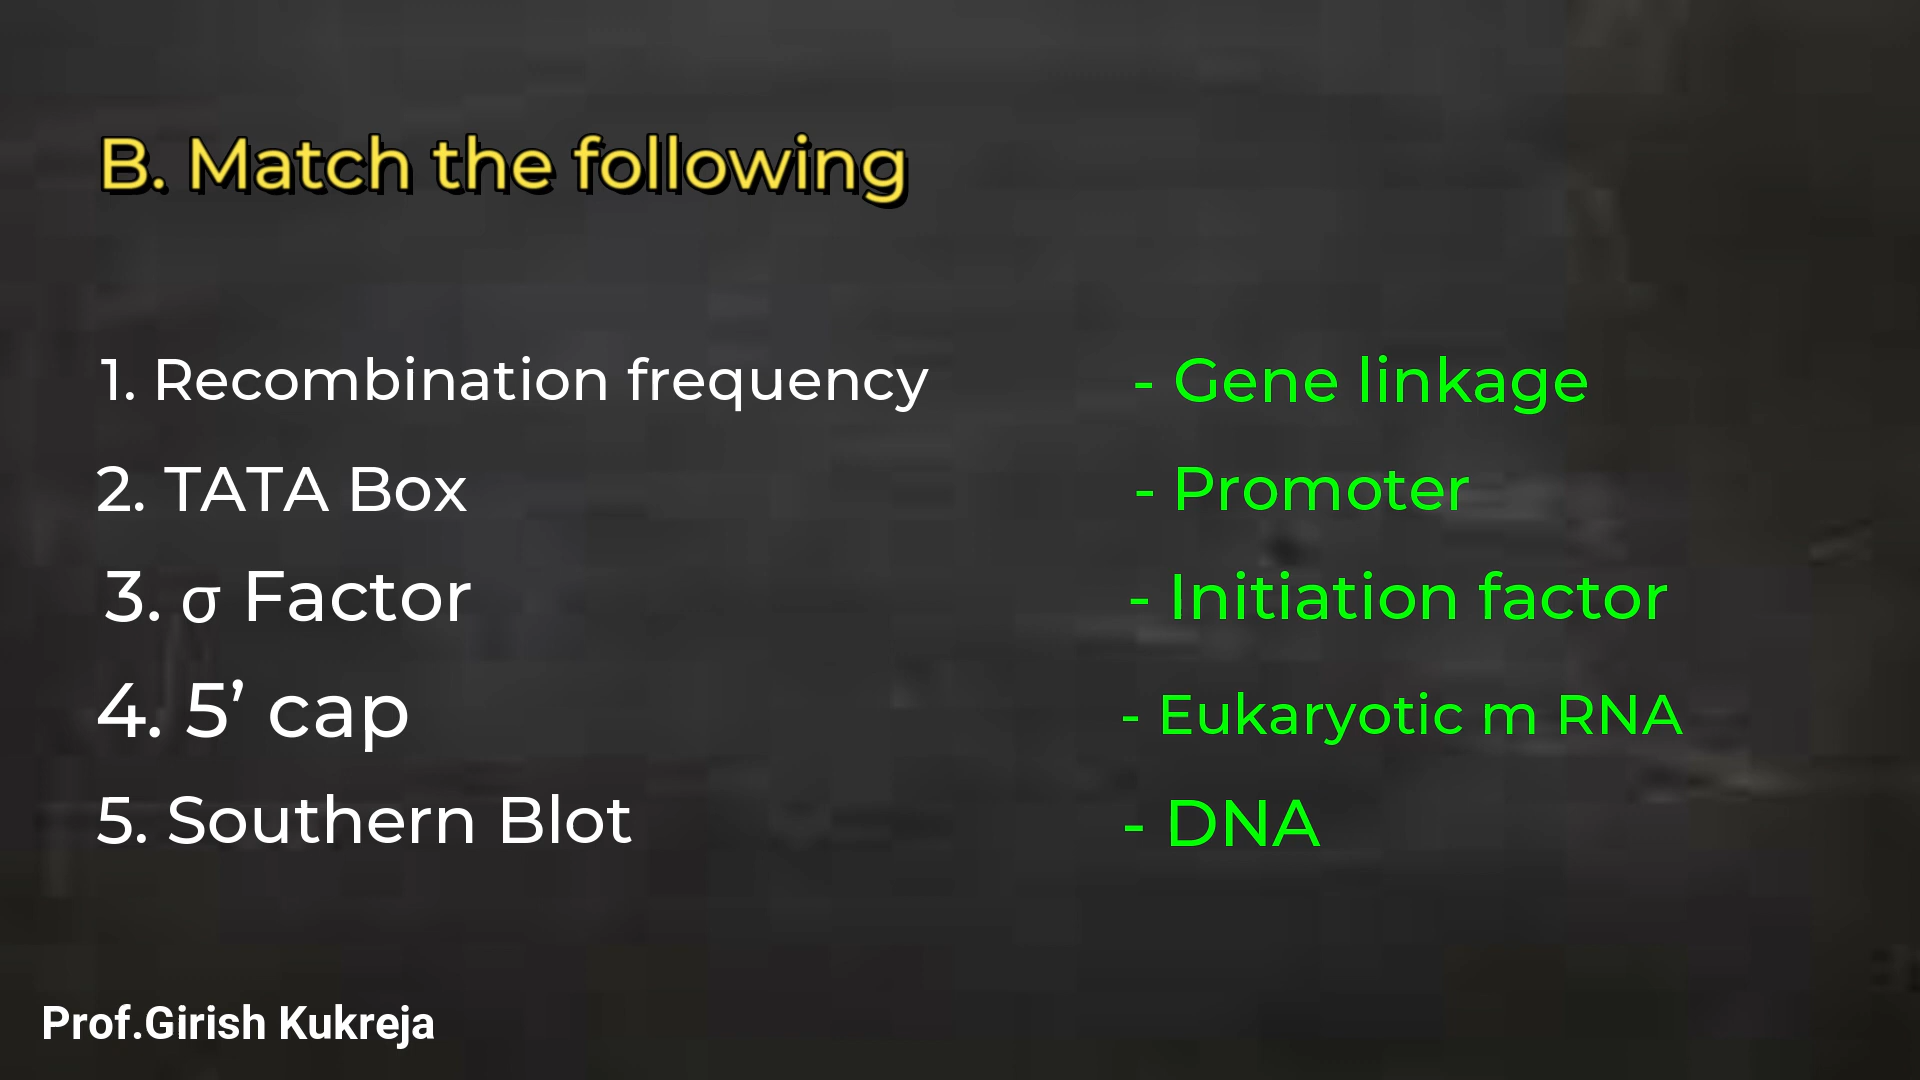 B. Match the following
1. Recombination frequency - Gene linkage
2. TATA Box - Promoter
3. σ Factor - Initiation factor
4. 5’ cap - Eukaryotic m RNA
5. Southern Blot - DNA
Prof.Girish Kukreja